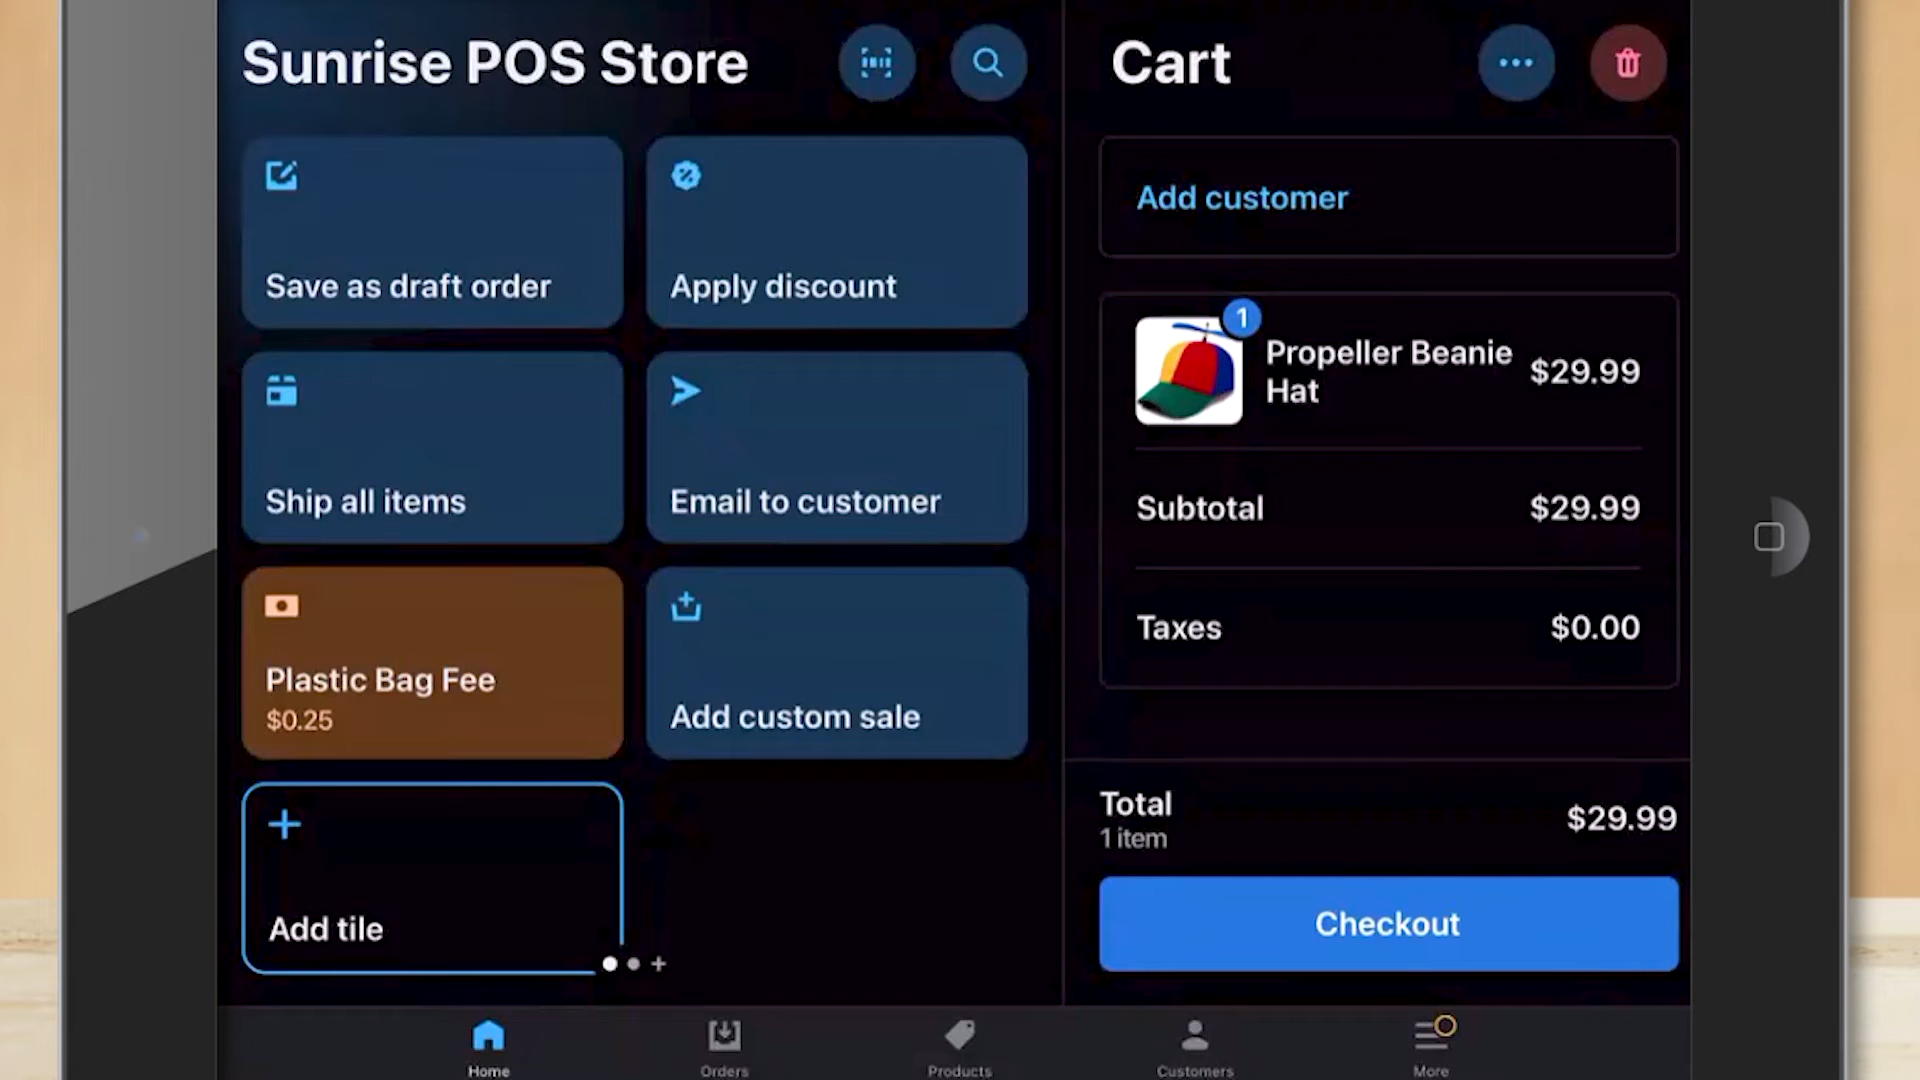 Sunrise POS Store
Save as draft order
Apply discount
Ship all items
Email to customer
Plastic Bag Fee
$0.25
Add custom sale
Add tile
Cart
Add customer
1
Propeller Beanie
Hat
$29.99
Subtotal
$29.99
Taxes
$0.00
Total
1 item
$29.99
Checkout
Home
Orders
Products
Customers
More